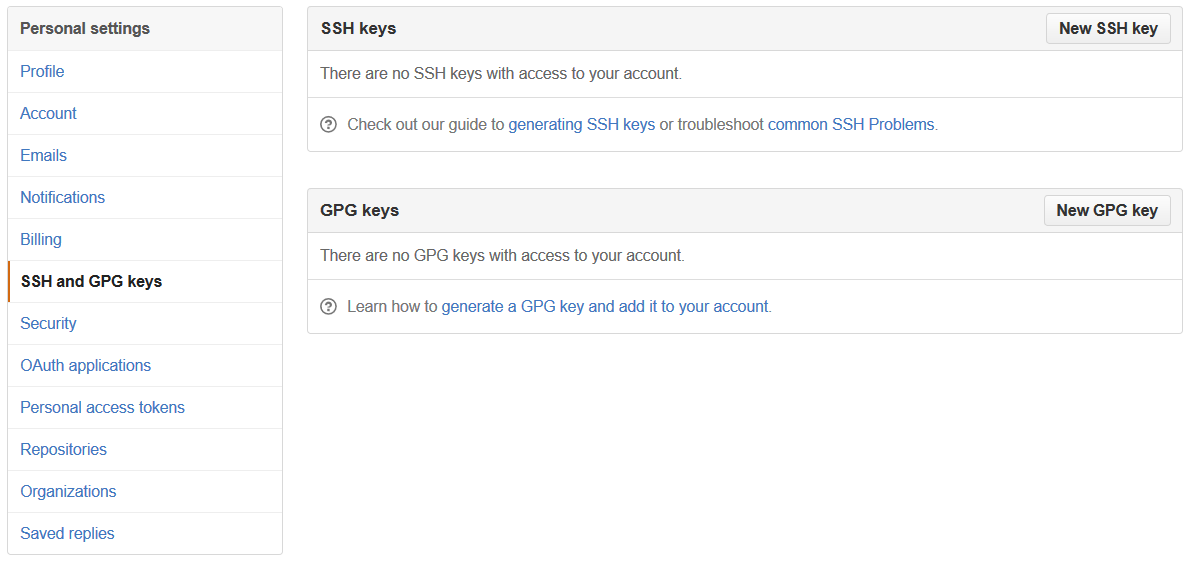 Personal settings
Profile
Account
Emails
Notifications
Billing
SSH and GPG keys
Security
OAuth applications
Personal access tokens
Repositories
Organizations
Saved replies
SSH keys
New SSH key
There are no SSH keys with access to your account.
Check out our guide to generating SSH keys or troubleshoot common SSH Problems.
GPG keys
New GPG key
There are no GPG keys with access to your account.
Learn how to generate a GPG key and add it to your account.